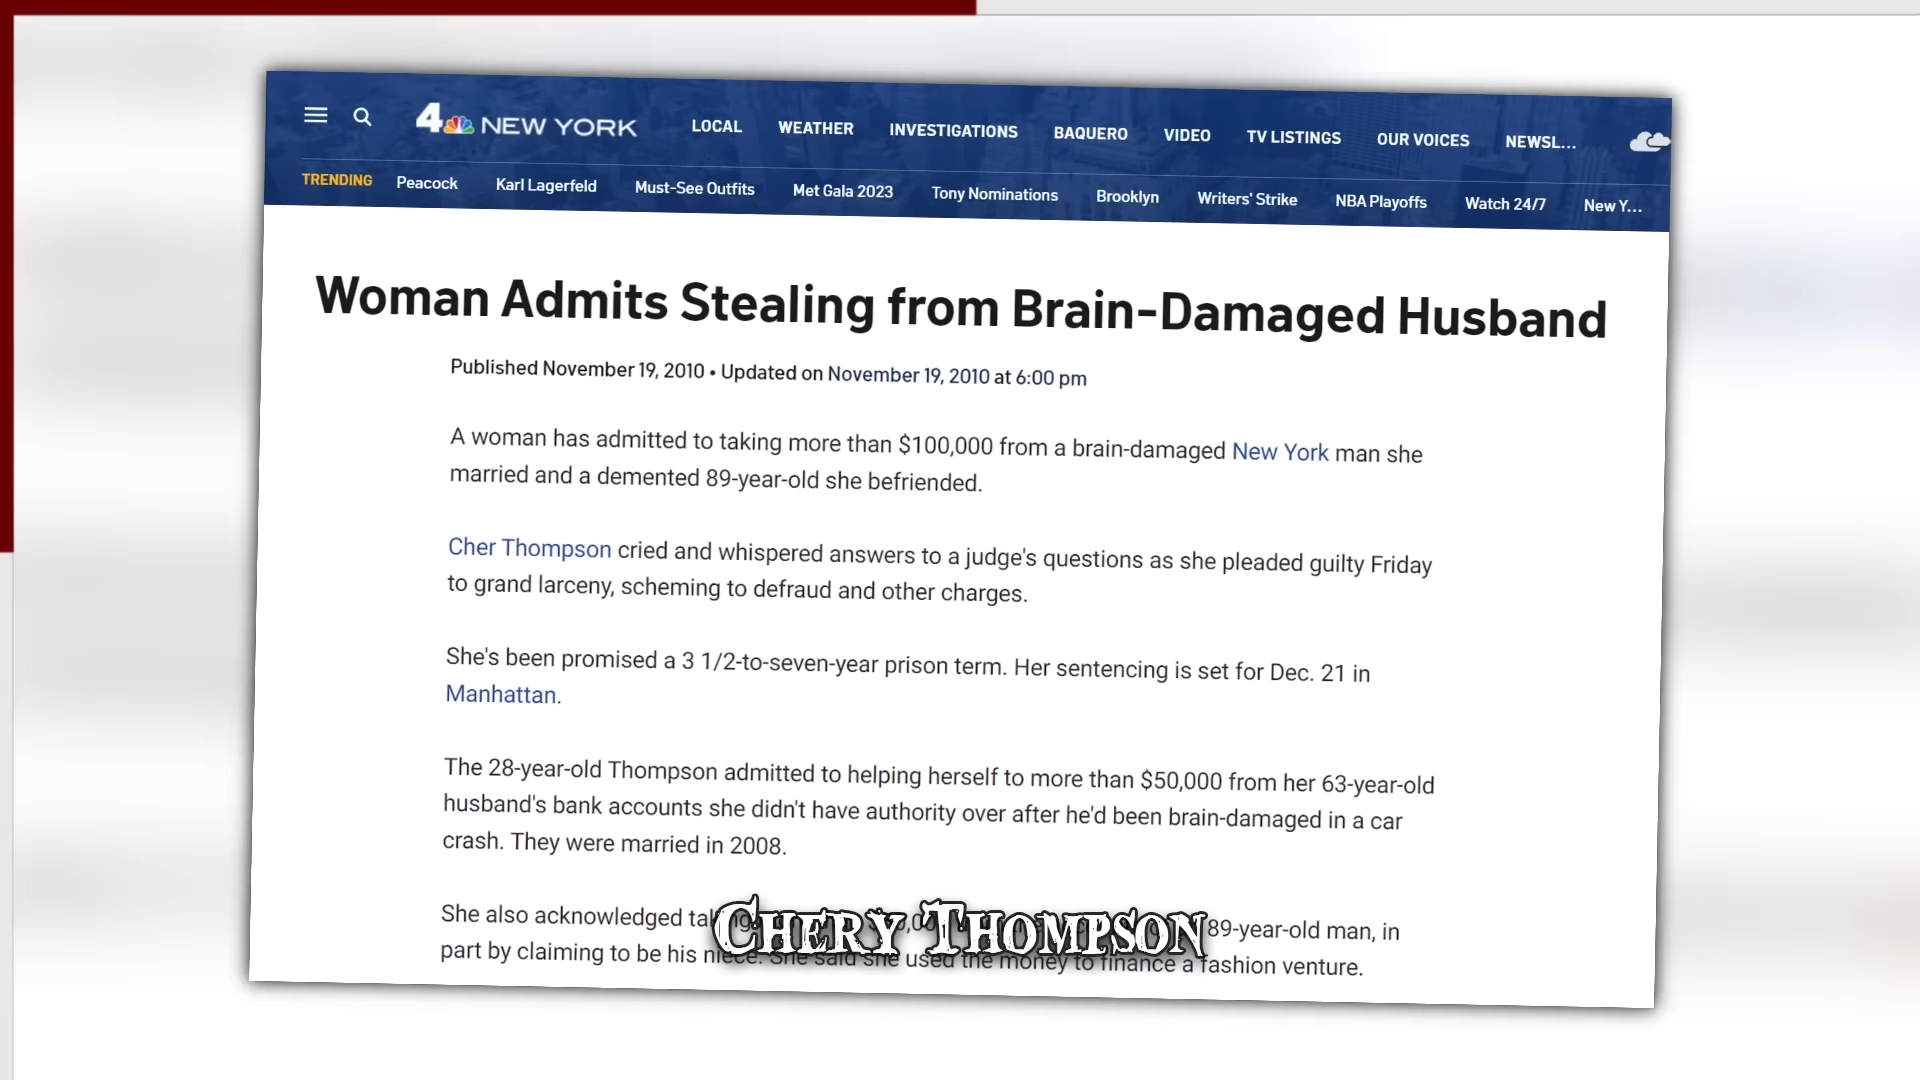 4 NEW YORK LOCAL WEATHER INVESTIGATIONS BAQUERO VIDEO TV LISTINGS OUR VOICES NEWSL...
TRENDING Peacock Karl Lagerfeld Must-See Outfits Met Gala 2023 Tony Nominations Brooklyn Writers' Strike NBA Playoffs Watch 24/7 New Y...
Woman Admits Stealing from Brain-Damaged Husband
Published November 19, 2010 • Updated on November 19, 2010 at 6:00 pm
A woman has admitted to taking more than $100,000 from a brain-damaged New York man she
married and a demented 89-year-old she befriended.
Cher Thompson cried and whispered answers to a judge's questions as she pleaded guilty Friday
to grand larceny, scheming to defraud and other charges.
She's been promised a 3 1/2-to-seven-year prison term. Her sentencing is set for Dec. 21 in
Manhattan.
The 28-year-old Thompson admitted to helping herself to more than $50,000 from her 63-year-old
husband's bank accounts she didn't have authority over after he'd been brain-damaged in a car
crash. They were married in 2008.
She also acknowledged 89-year-old man, in
part by claiming to be his niece. She said she used the money to finance a fashion venture.
Chery Thompson